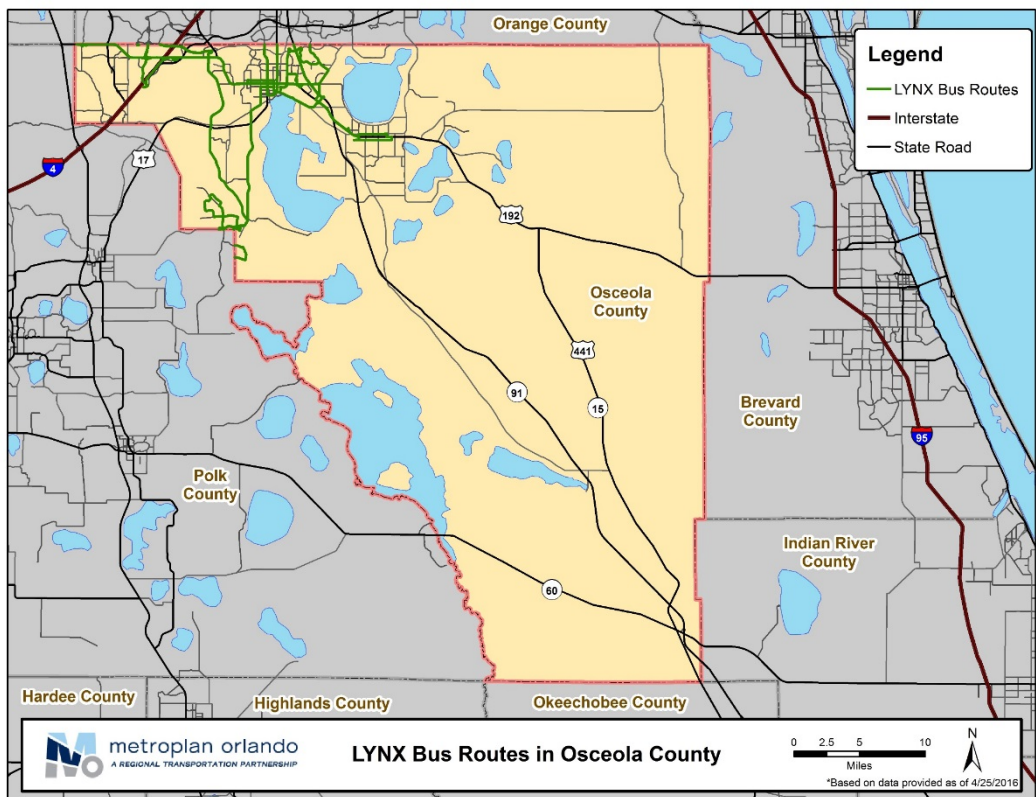 Orange County
Legend
LYNX Bus Routes
Interstate
State Road
17
4
192
Osceola
County
441
91
15
Brevard
County
95
Polk
County
Indian River
County
60
Hardee County
Highlands County
Okeechobee County
metroplan orlando
A REGIONAL TRANSPORTATION PARTNERSHIP
LYNX Bus Routes in Osceola County
0 2.5 5 10
Miles
N
*Based on data provided as of 4/25/2016